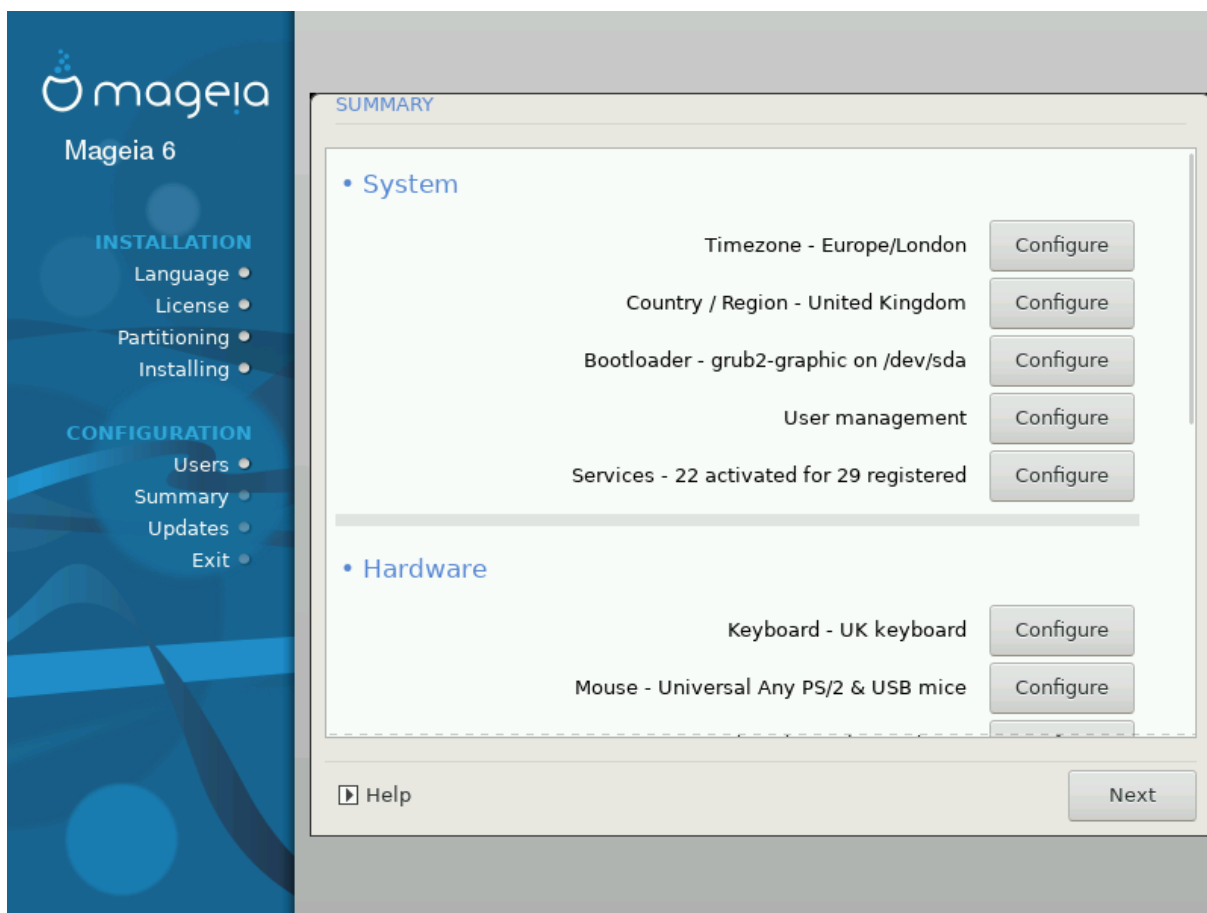 mageia
Mageia 6
INSTALLATION
Language
License
Partitioning
Installing
CONFIGURATION
Users
Summary
Updates
Exit
SUMMARY
• System
Timezone - Europe/London Configure
Country / Region - United Kingdom Configure
Bootloader - grub2-graphic on /dev/sda Configure
User management Configure
Services - 22 activated for 29 registered Configure
• Hardware
Keyboard - UK keyboard Configure
Mouse - Universal Any PS/2 & USB mice Configure
Help
Next